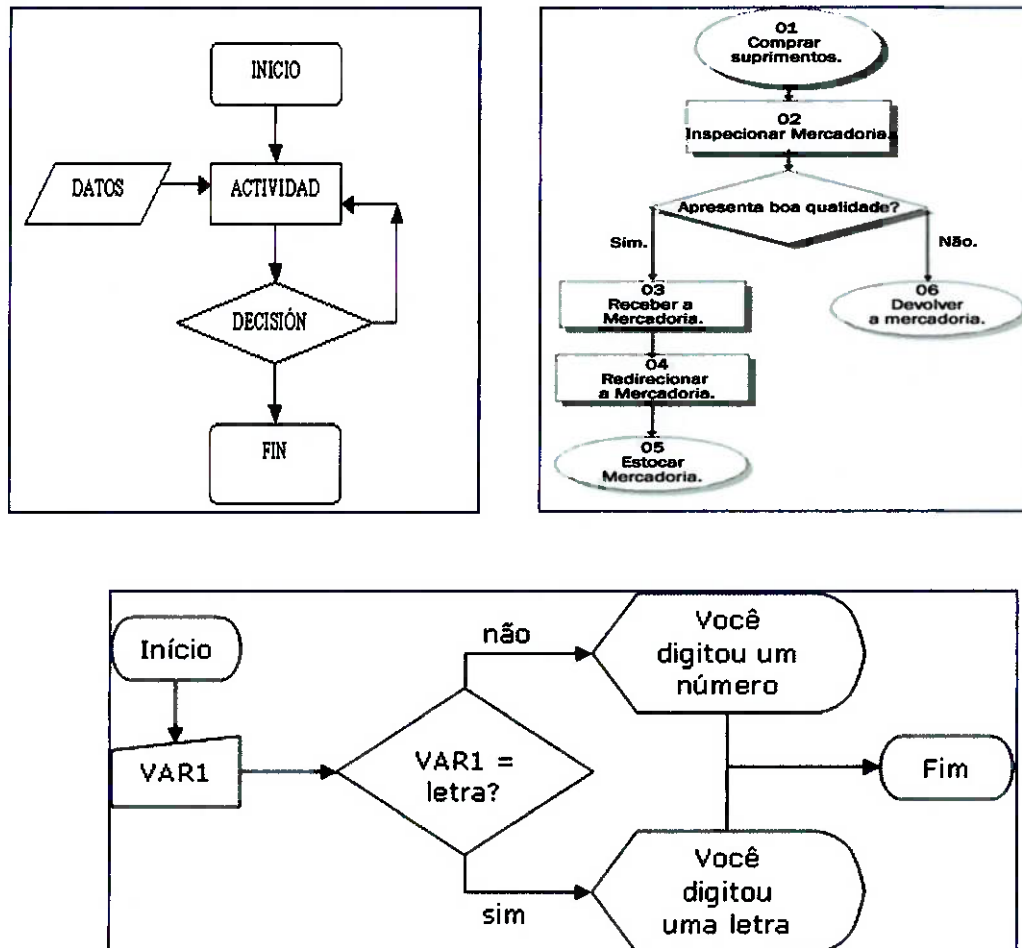 INICIO
DATOS
ACTIVIDAD
DECISIÓN
FIN
01
Comprar
suprimentos.
02
Inspecionar Mercadoria.
Apresenta boa qualidade?
Sim.
Não.
03
Receber a
Mercadoria.
06
Devolver
a mercadoria.
04
Redirecionar
a Mercadoria.
05
Estocar
Mercadoria.
Início
VAR1
VAR1 =
letra?
não
sim
Você
digitou um
número
Você
digitou
uma letra
Fim